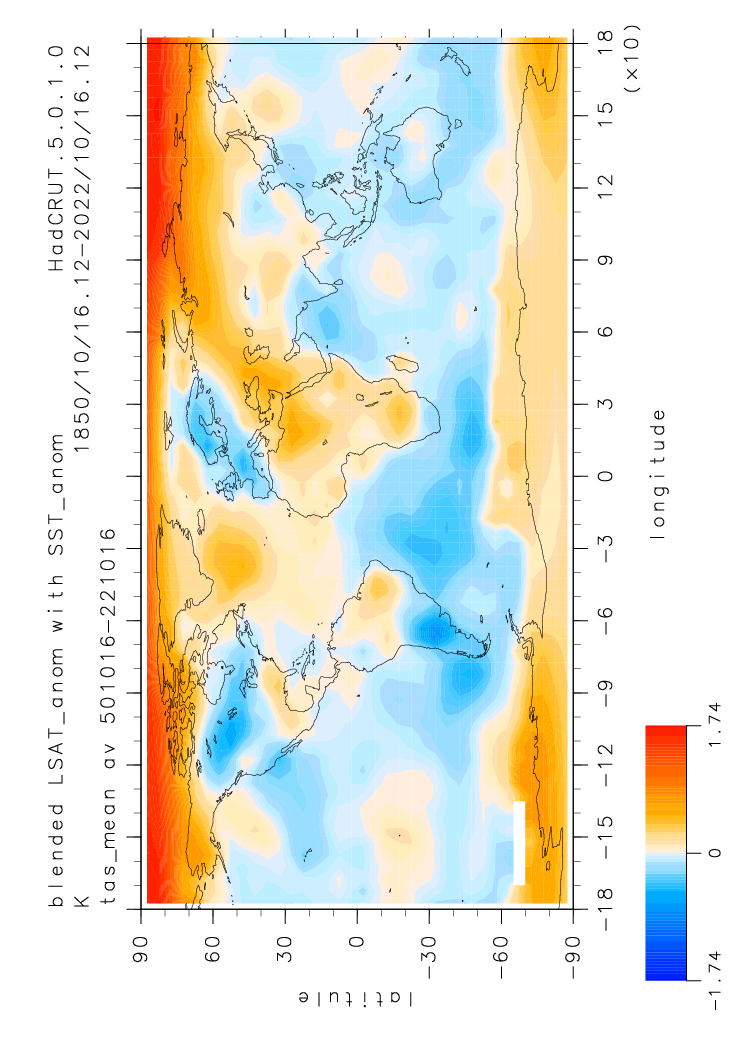 blended LSAT_anom with SST_anom HadCRUT.5.0.1.0
K 1850/10/16.12-2022/10/16.12
tas_mean av 501016-221016
latitude
90 60 30 0 -30 -60 -90
-18 -15 -12 -9 -6 -3 0 3 6 9 12 15 18
(x10)
longitude
-1.74 0 1.74